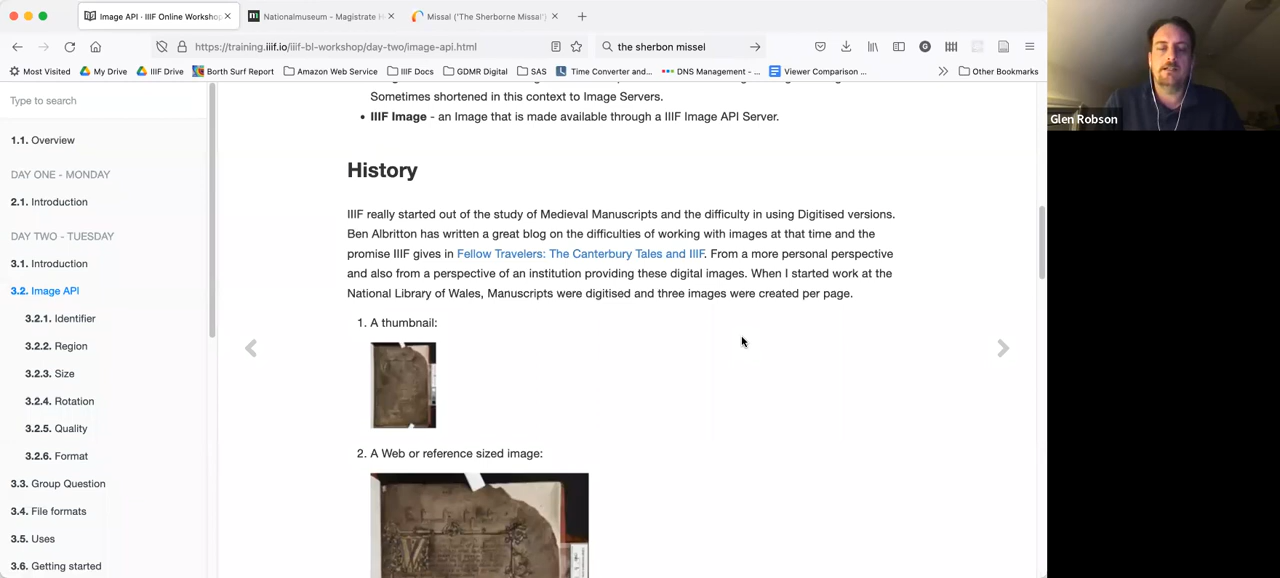 Image API · IIIF Online Workshop
Nationalmuseum - Magistrate H
Missal ('The Sherborne Missal')
https://training.iiif.io/iiif-bl-workshop/day-two/image-api.html
the sherbon missel
Most Visited
My Drive
IIIF Drive
Borth Surf Report
Amazon Web Service
IIIF Docs
GDMR Digital
SAS
Time Converter and...
DNS Management - ...
Viewer Comparison ...
Other Bookmarks
Type to search
1.1. Overview
DAY ONE - MONDAY
2.1. Introduction
DAY TWO - TUESDAY
3.1. Introduction
3.2. Image API
3.2.1. Identifier
3.2.2. Region
3.2.3. Size
3.2.4. Rotation
3.2.5. Quality
3.2.6. Format
3.3. Group Question
3.4. File formats
3.5. Uses
3.6. Getting started
Sometimes shortened in this context to Image Servers.
• IIIF Image - an Image that is made available through a IIIF Image API Server.
History
IIIF really started out of the study of Medieval Manuscripts and the difficulty in using Digitised versions.
Ben Albritton has written a great blog on the difficulties of working with images at that time and the
promise IIIF gives in Fellow Travelers: The Canterbury Tales and IIIF. From a more personal perspective
and also from a perspective of an institution providing these digital images. When I started work at the
National Library of Wales, Manuscripts were digitised and three images were created per page.
1. A thumbnail:
2. A Web or reference sized image:
Glen Robson